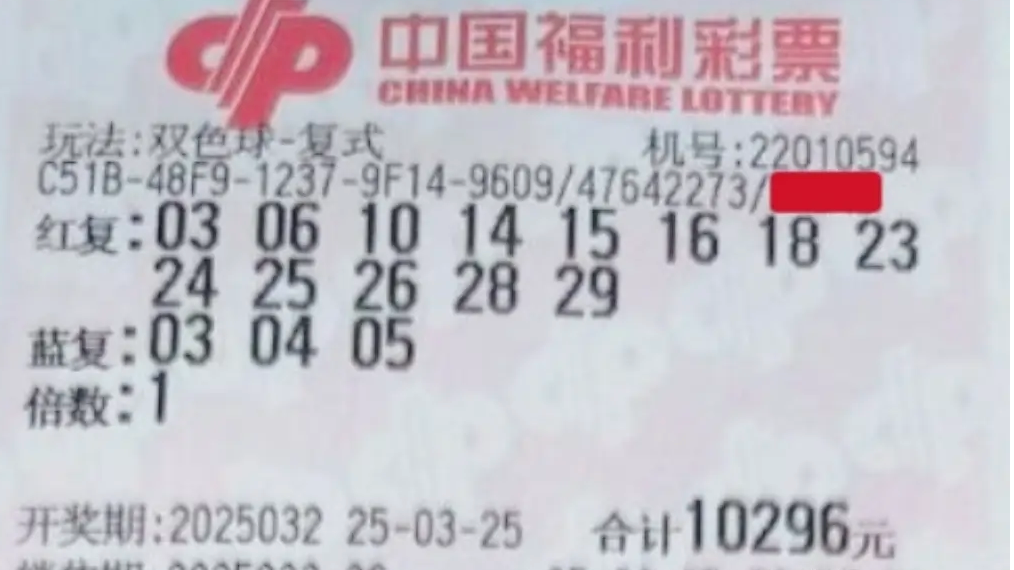 中国福利彩票
CHINA WELFARE LOTTERY
玩法:双色球-复式 机号:22010594
C51B-48F9-1237-9F14-9609/47642273/
红复:03 06 10 14 15 16 18 23
24 25 26 28 29
蓝复:03 04 05
倍数:1
开奖期:2025032 25-03-25 合计10296元